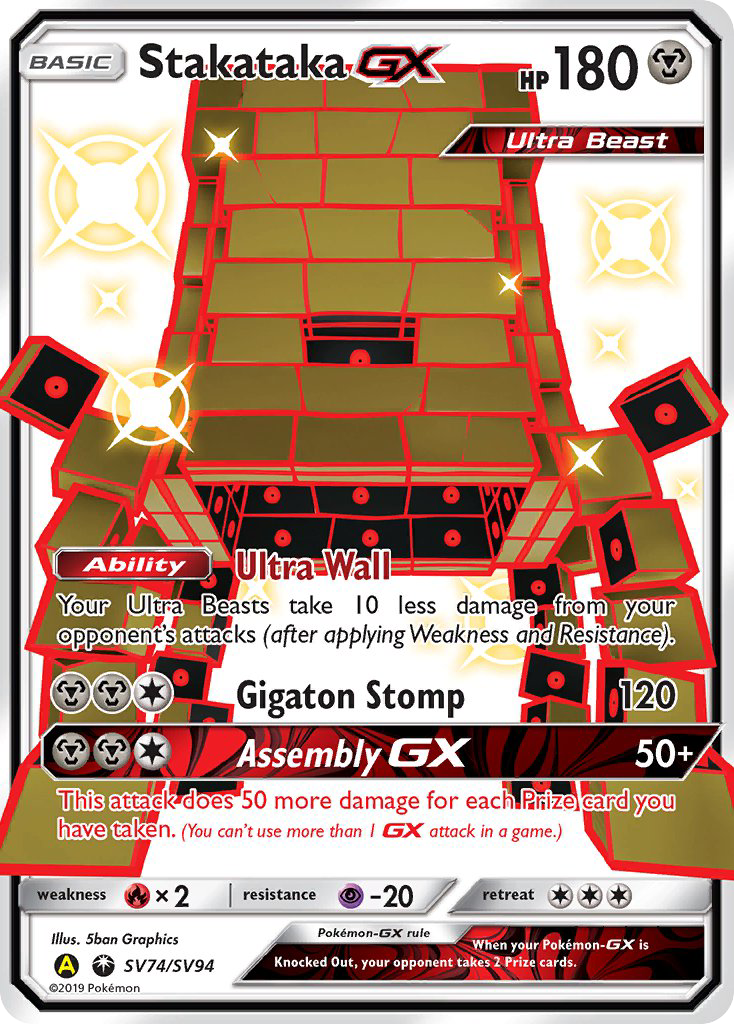 BASIC Stakataka GX HP 180
Ultra Beast
Ability Ultra Wall
Your Ultra Beasts take 10 less damage from your
opponent's attacks (after applying Weakness and Resistance).
Gigaton Stomp 120
Assembly GX 50+
This attack does 50 more damage for each Prize card you
have taken. (You can't use more than 1 GX attack in a game.)
weakness ×2 resistance -20 retreat
Illus. 5ban Graphics
A SV74/SV94
©2019 Pokémon
Pokémon-GX rule
When your Pokémon-GX is
Knocked Out, your opponent takes 2 Prize cards.